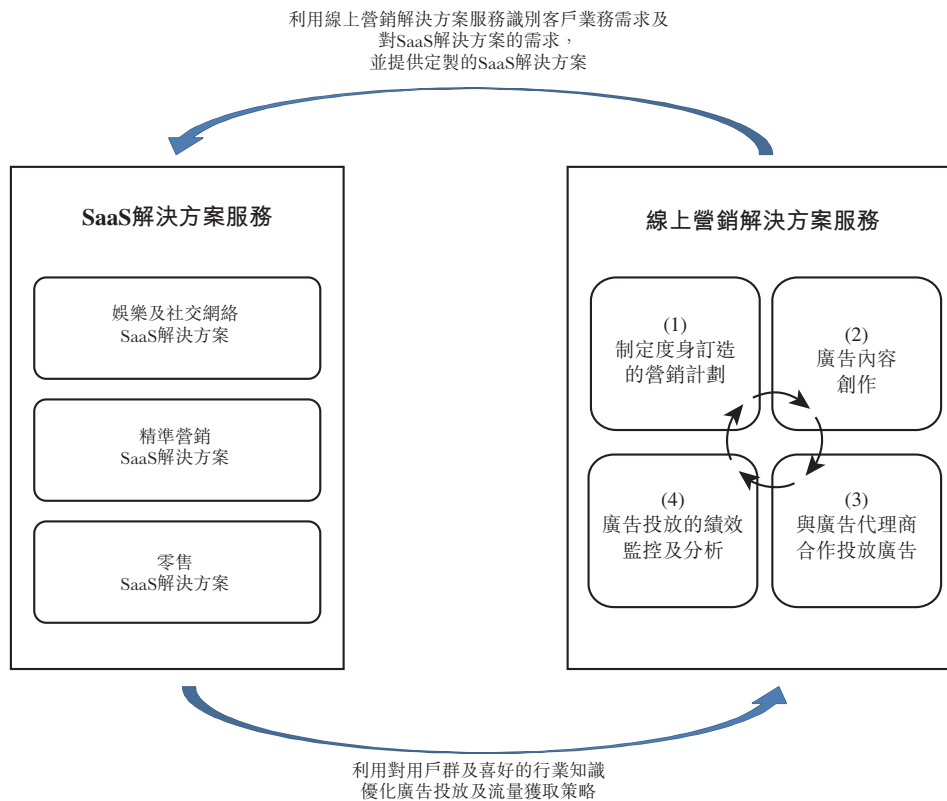 利用線上營銷解決方案服務識別客戶業務需求及
對SaaS解決方案的需求，
並提供定製的SaaS解決方案
SaaS解決方案服務
娛樂及社交網絡
SaaS解決方案
精準營銷
SaaS解決方案
零售
SaaS解決方案
線上營銷解決方案服務
(1)
制定度身訂造
的營銷計劃
(2)
廣告內容
創作
(3)
與廣告代理商
合作投放廣告
(4)
廣告投放的績效
監控及分析
利用對用戶群及喜好的行業知識
優化廣告投放及流量獲取策略